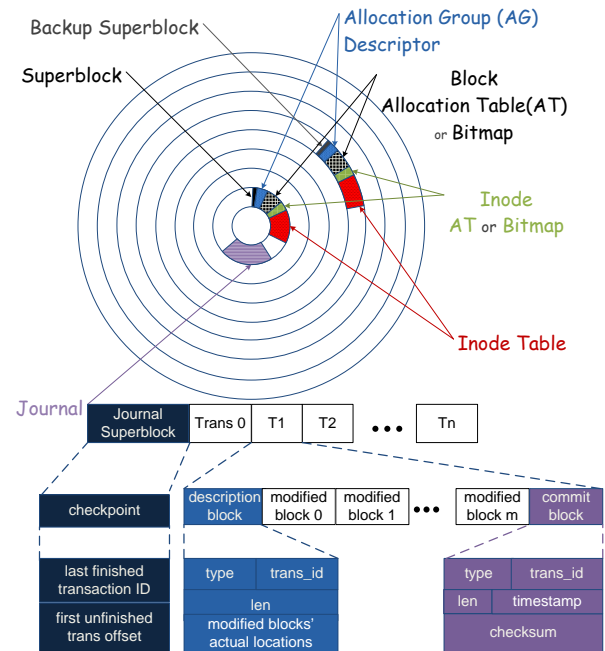 Backup Superblock
Allocation Group (AG)
Descriptor
Superblock
Block
Allocation Table(AT)
or Bitmap
Inode
AT or Bitmap
Inode Table
Journal
Journal
Superblock
Trans 0
T1
T2
•••
Tn
checkpoint
description
block
modified
block 0
modified
block 1
•••
modified
block m
commit
block
last finished
transaction ID
first unfinished
trans offset
type
trans_id
len
modified blocks'
actual locations
type
trans_id
len
timestamp
checksum